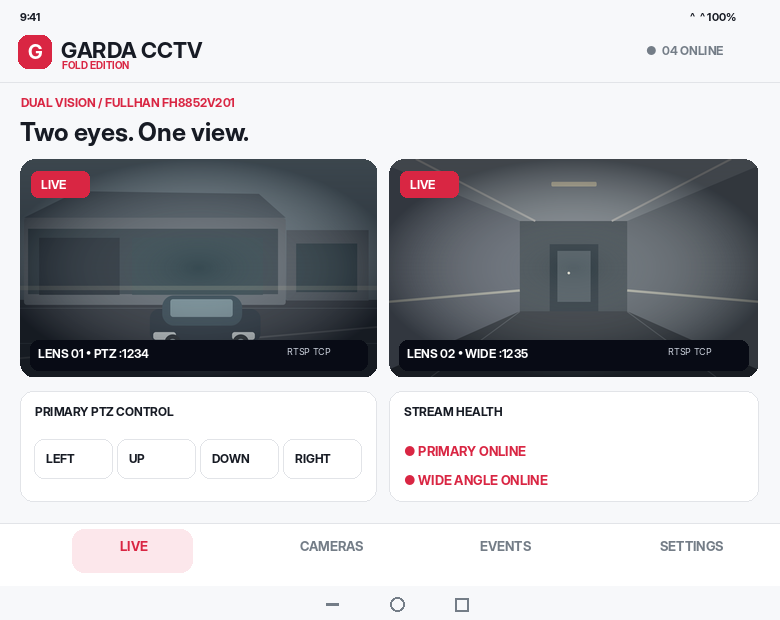 9:41
^ ^100%
G
GARDA CCTV
FOLD EDITION
04 ONLINE
DUAL VISION / FULLHAN FH8852V201
Two eyes. One view.
LIVE
LENS 01 • PTZ :1234
RTSP TCP
LIVE
LENS 02 • WIDE :1235
RTSP TCP
PRIMARY PTZ CONTROL
LEFT
UP
DOWN
RIGHT
STREAM HEALTH
PRIMARY ONLINE
WIDE ANGLE ONLINE
LIVE
CAMERAS
EVENTS
SETTINGS